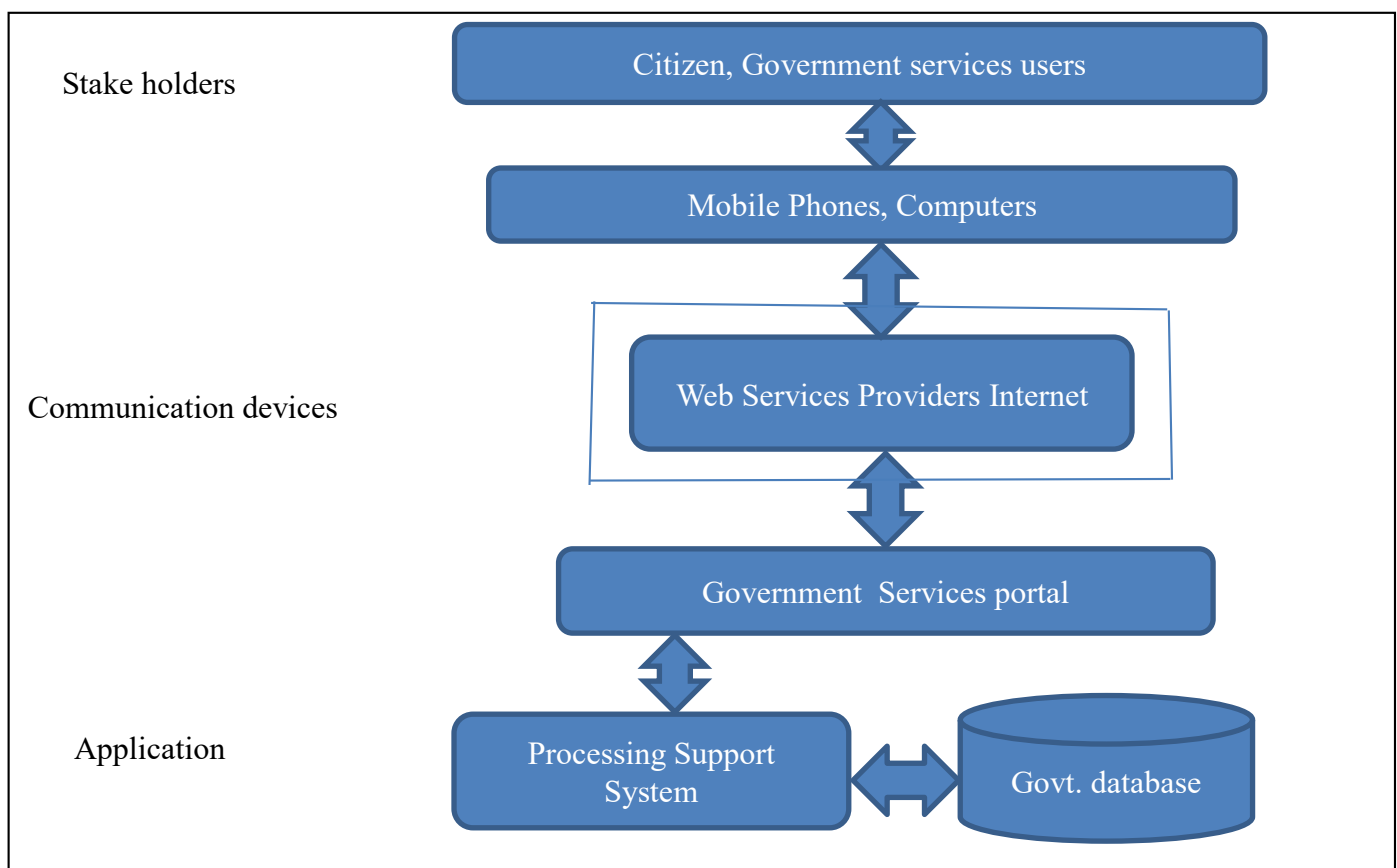 Citizen, Government services users
Stake holders
Mobile Phones, Computers
Web Services Providers Internet
Communication devices
Government  Services portal
Application
Processing Support
System
Govt. database